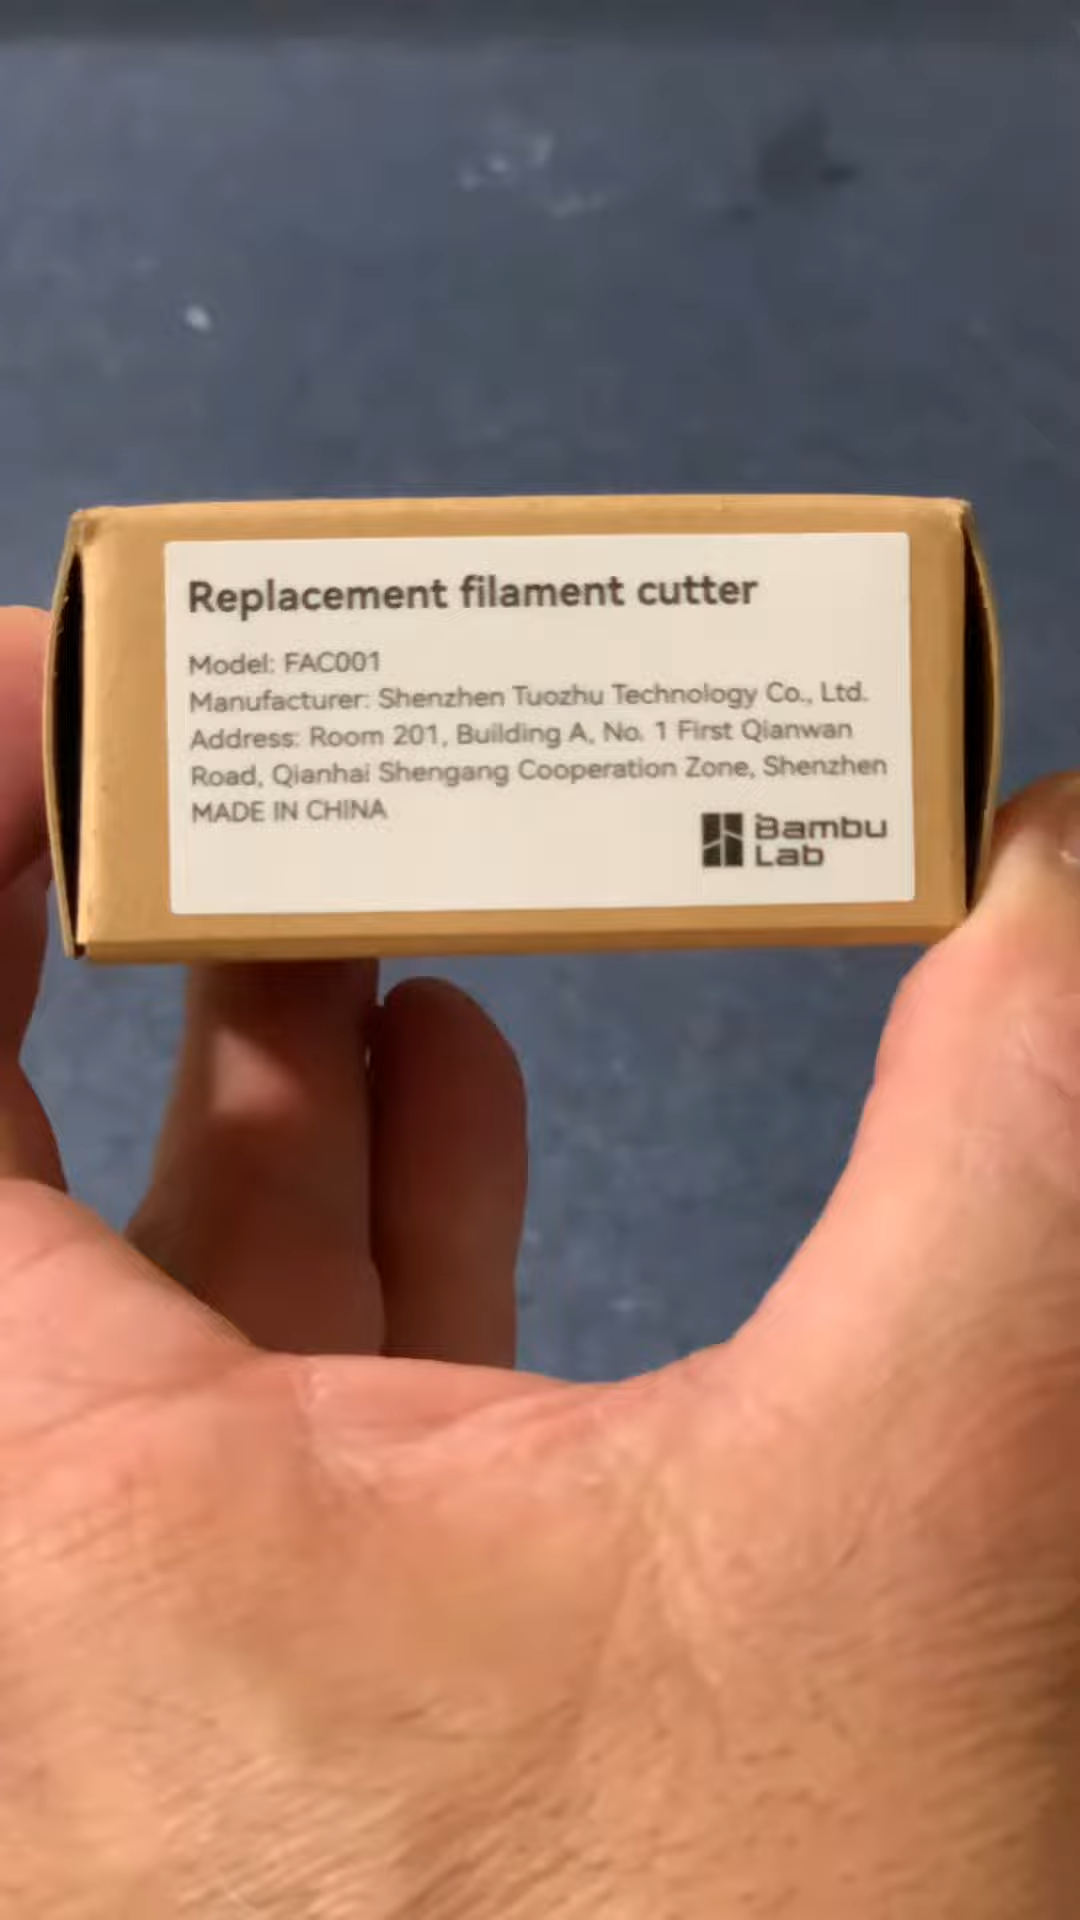 Replacement filament cutter
Model: FAC001
Manufacturer: Shenzhen Tuozhu Technology Co., Ltd.
Address: Room 201, Building A, No. 1 First Qianwan
Road, Qianhai Shengang Cooperation Zone, Shenzhen
MADE IN CHINA
Bambu
Lab